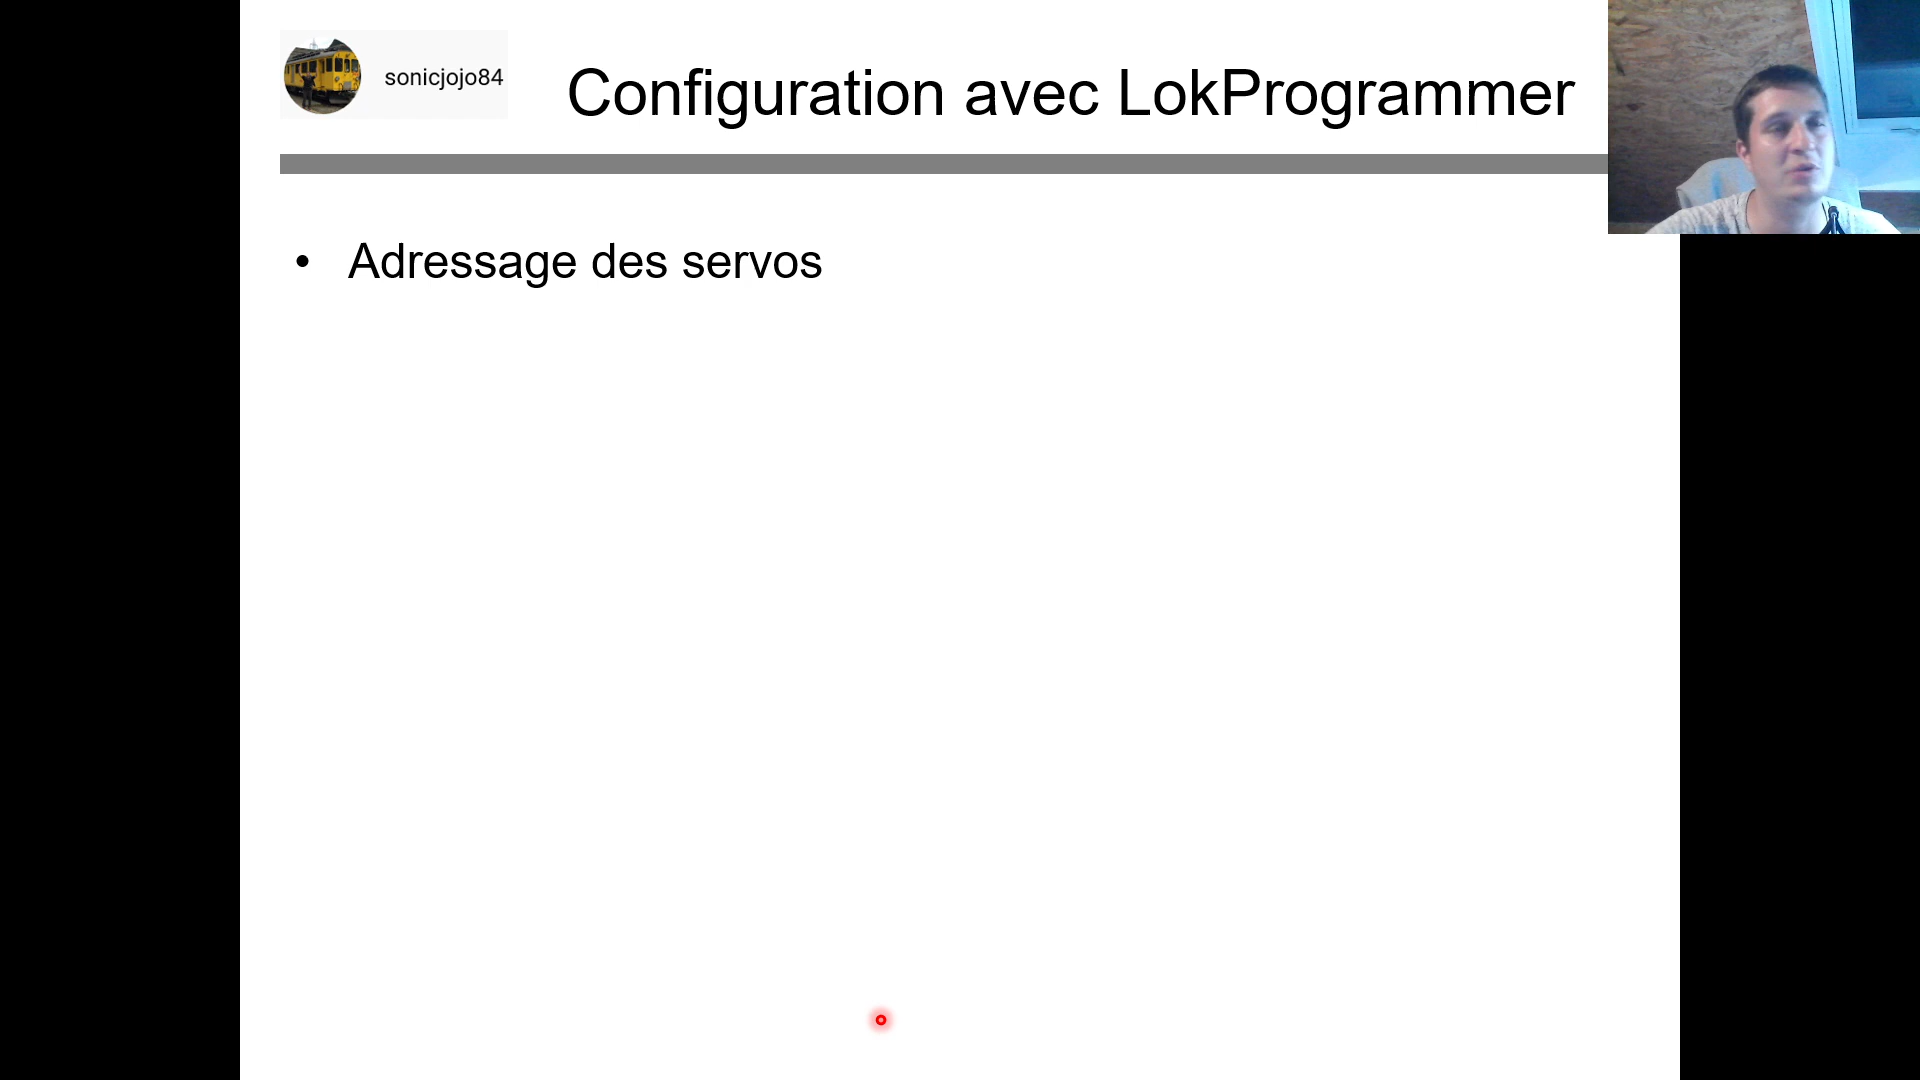 sonicjojo84
Configuration avec LokProgrammer
• Adressage des servos